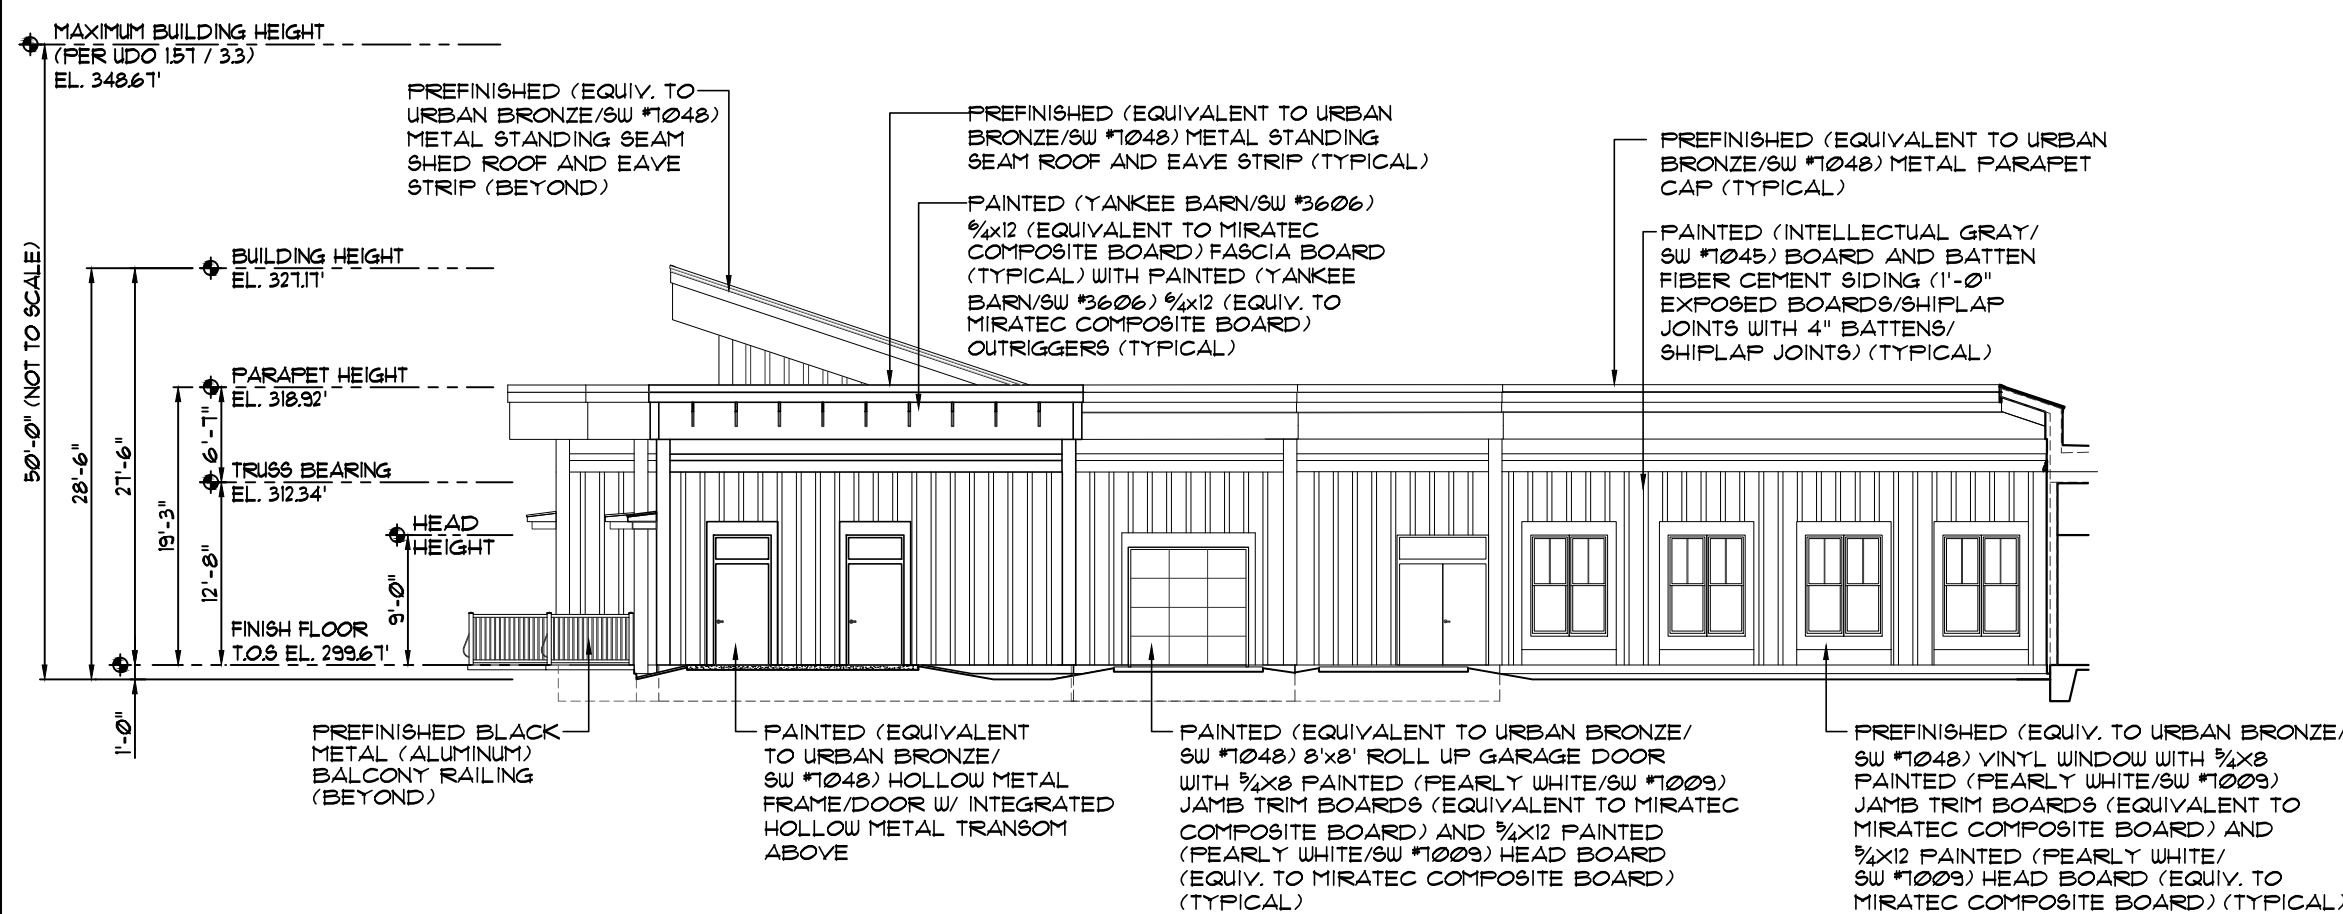 MAXIMUM BUILDING HEIGHT
(PER UDO 1.5.7 / 3.3)
EL. 348.67'
PREFINISHED (EQUIV. TO
URBAN BRONZE/SW #7048)
METAL STANDING SEAM
SHED ROOF AND EAVE
STRIP (BEYOND)
PREFINISHED (EQUIVALENT TO URBAN
BRONZE/SW #7048) METAL STANDING
SEAM ROOF AND EAVE STRIP (TYPICAL)
PAINTED (YANKEE BARN/SW #3606)
6/4x12 (EQUIVALENT TO MIRATEC
COMPOSITE BOARD) FASCIA BOARD
(TYPICAL) WITH PAINTED (YANKEE
BARN/SW #3606) 6/4x12 (EQUIV. TO
MIRATEC COMPOSITE BOARD)
OUTRIGGERS (TYPICAL)
PREFINISHED (EQUIVALENT TO URBAN
BRONZE/SW #7048) METAL PARAPET
CAP (TYPICAL)
PAINTED (INTELLECTUAL GRAY/
SW #7045) BOARD AND BATTEN
FIBER CEMENT SIDING (1'-0"
EXPOSED BOARDS/SHIPLAP
JOINTS WITH 4" BATTENS/
SHIPLAP JOINTS) (TYPICAL)
BUILDING HEIGHT
EL. 327.17'
PARAPET HEIGHT
EL. 318.92'
TRUSS BEARING
EL. 312.34'
HEAD
HEIGHT
FINISH FLOOR
T.O.S EL. 299.67'
50'-0" (NOT TO SCALE)
28'-6"
27'-6"
19'-3"
6'-7"
12'-8"
9'-0"
1'-0"
PREFINISHED BLACK
METAL (ALUMINUM)
BALCONY RAILING
(BEYOND)
PAINTED (EQUIVALENT
TO URBAN BRONZE/
SW #7048) HOLLOW METAL
FRAME/DOOR W/ INTEGRATED
HOLLOW METAL TRANSOM
ABOVE
PAINTED (EQUIVALENT TO URBAN BRONZE/
SW #7048) 8'x8' ROLL UP GARAGE DOOR
WITH 5/4X8 PAINTED (PEARLY WHITE/SW #7009)
JAMB TRIM BOARDS (EQUIVALENT TO MIRATEC
COMPOSITE BOARD) AND 5/4X12 PAINTED
(PEARLY WHITE/SW #7009) HEAD BOARD
(EQUIV. TO MIRATEC COMPOSITE BOARD)
(TYPICAL)
PREFINISHED (EQUIV. TO URBAN BRONZE/
SW #7048) VINYL WINDOW WITH 5/4X8
PAINTED (PEARLY WHITE/SW #7009)
JAMB TRIM BOARDS (EQUIVALENT TO
MIRATEC COMPOSITE BOARD) AND
5/4X12 PAINTED (PEARLY WHITE/
SW #7009) HEAD BOARD (EQUIV. TO
MIRATEC COMPOSITE BOARD) (TYPICAL)